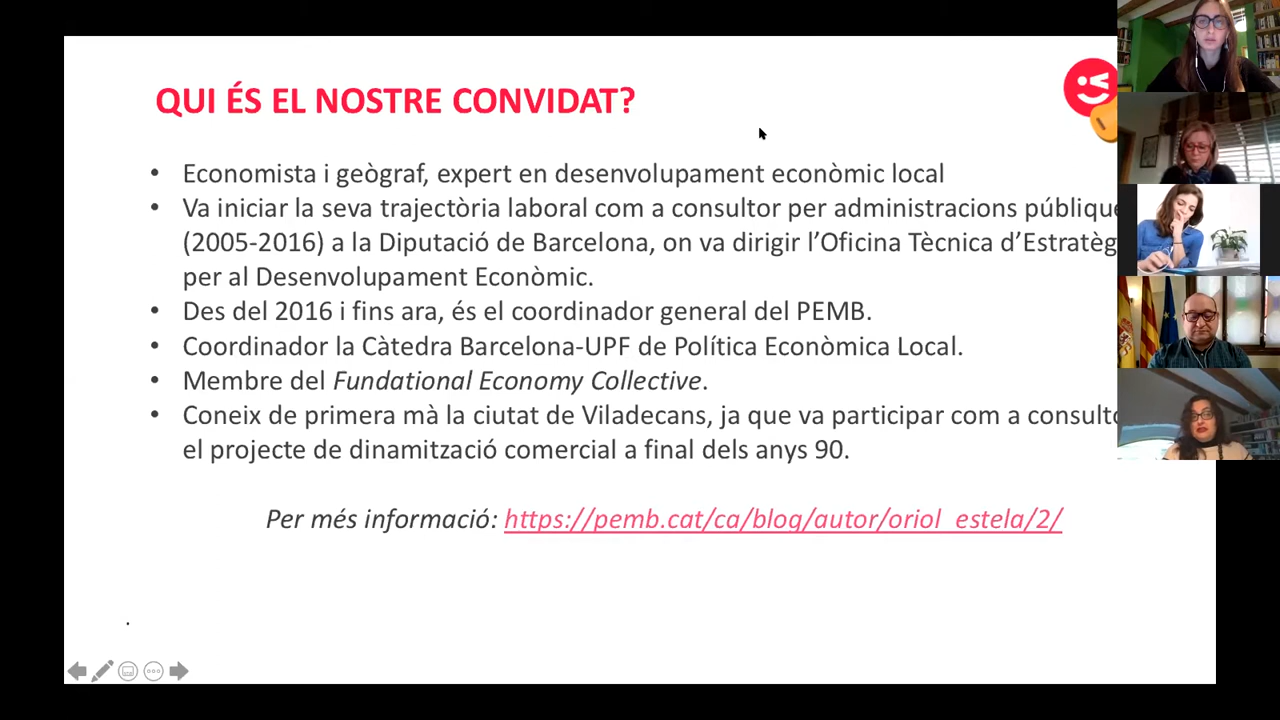 QUI ÉS EL NOSTRE CONVIDAT?
• Economista i geògraf, expert en desenvolupament econòmic local
• Va iniciar la seva trajectòria laboral com a consultor per administracions
(2005-2016) a la Diputació de Barcelona, on va dirigir l’Oficina Tècnica
per al Desenvolupament Econòmic.
• Des del 2016 i fins ara, és el coordinador general del PEMB.
• Coordinador la Càtedra Barcelona-UPF de Política Econòmica Local.
• Membre del Fundational Economy Collective.
• Coneix de primera mà la ciutat de Viladecans, ja que va participar com a
el projecte de dinamització comercial a final dels anys 90.
Per més informació: https://pemb.cat/ca/blog/autor/oriol_estela/2/
.